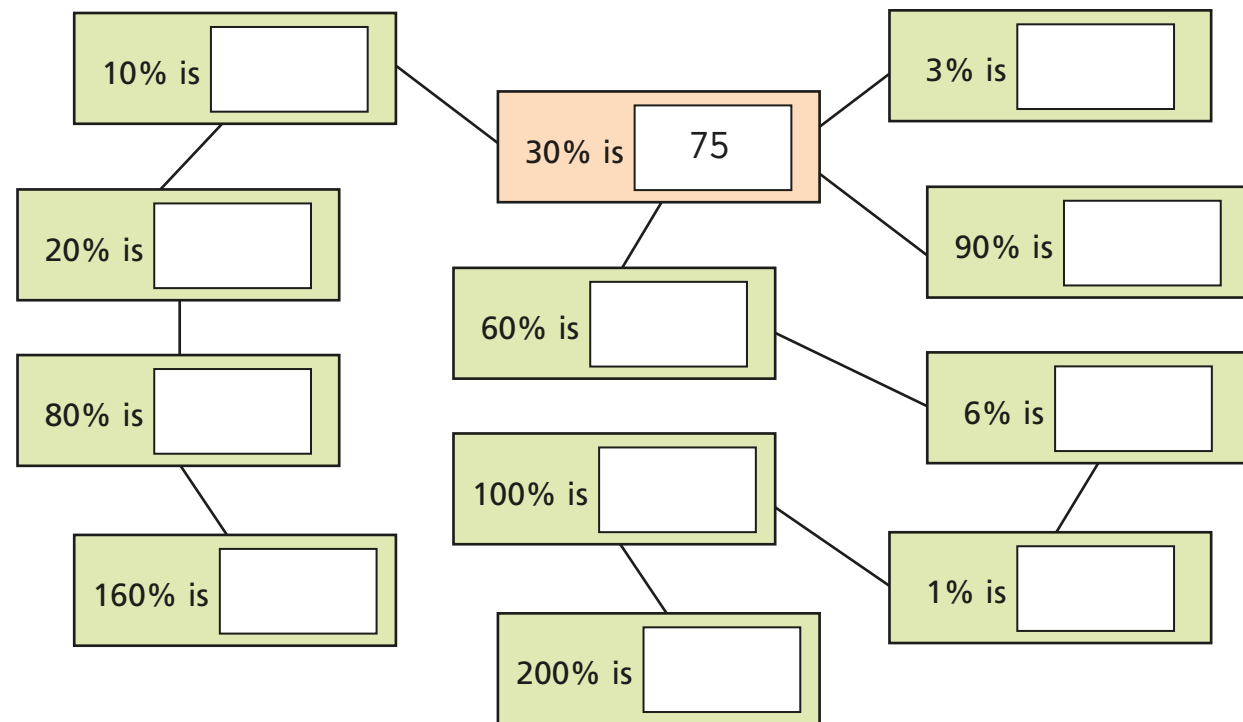 10% is
3% is
30% is 75
20% is
90% is
60% is
80% is
6% is
100% is
160% is
1% is
200% is